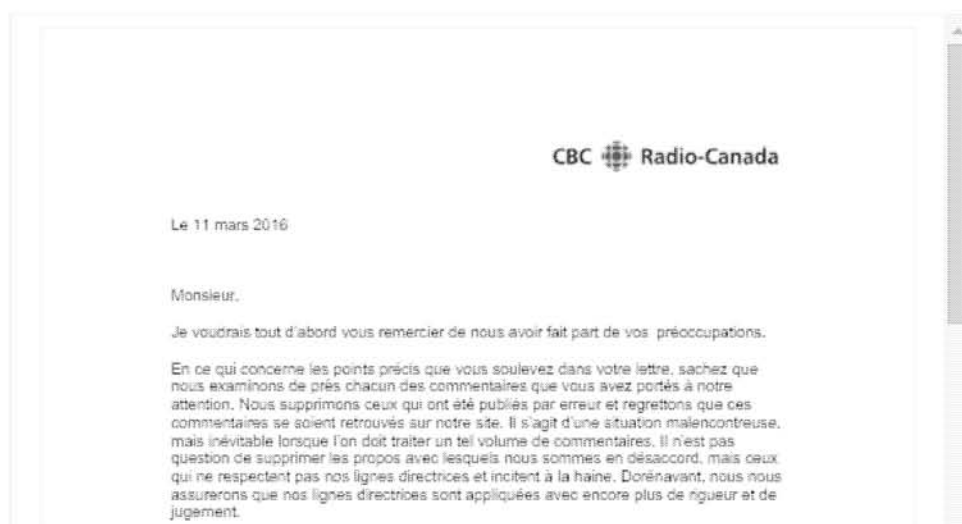 CBC Radio-Canada
Le 11 mars 2016
Monsieur,
Je voudrais tout d'abord vous remercier de nous avoir fait part de vos préoccupations.
En ce qui concerne les points précis que vous soulevez dans votre lettre, sachez que
nous examinons de près chacun des commentaires que vous avez portés à notre
attention. Nous supprimons ceux qui ont été publiés par erreur et regrettons que ces
commentaires se soient retrouvés sur notre site. Il s'agit d'une situation malencontreuse,
mais inévitable lorsque l'on doit traiter un tel volume de commentaires. Il n'est pas
question de supprimer les propos avec lesquels nous sommes en désaccord, mais ceux
qui ne respectent pas nos lignes directrices et incitent à la haine. Dorénavant, nous nous
assurerons que nos lignes directrices sont appliquées avec encore plus de rigueur et de
jugement.